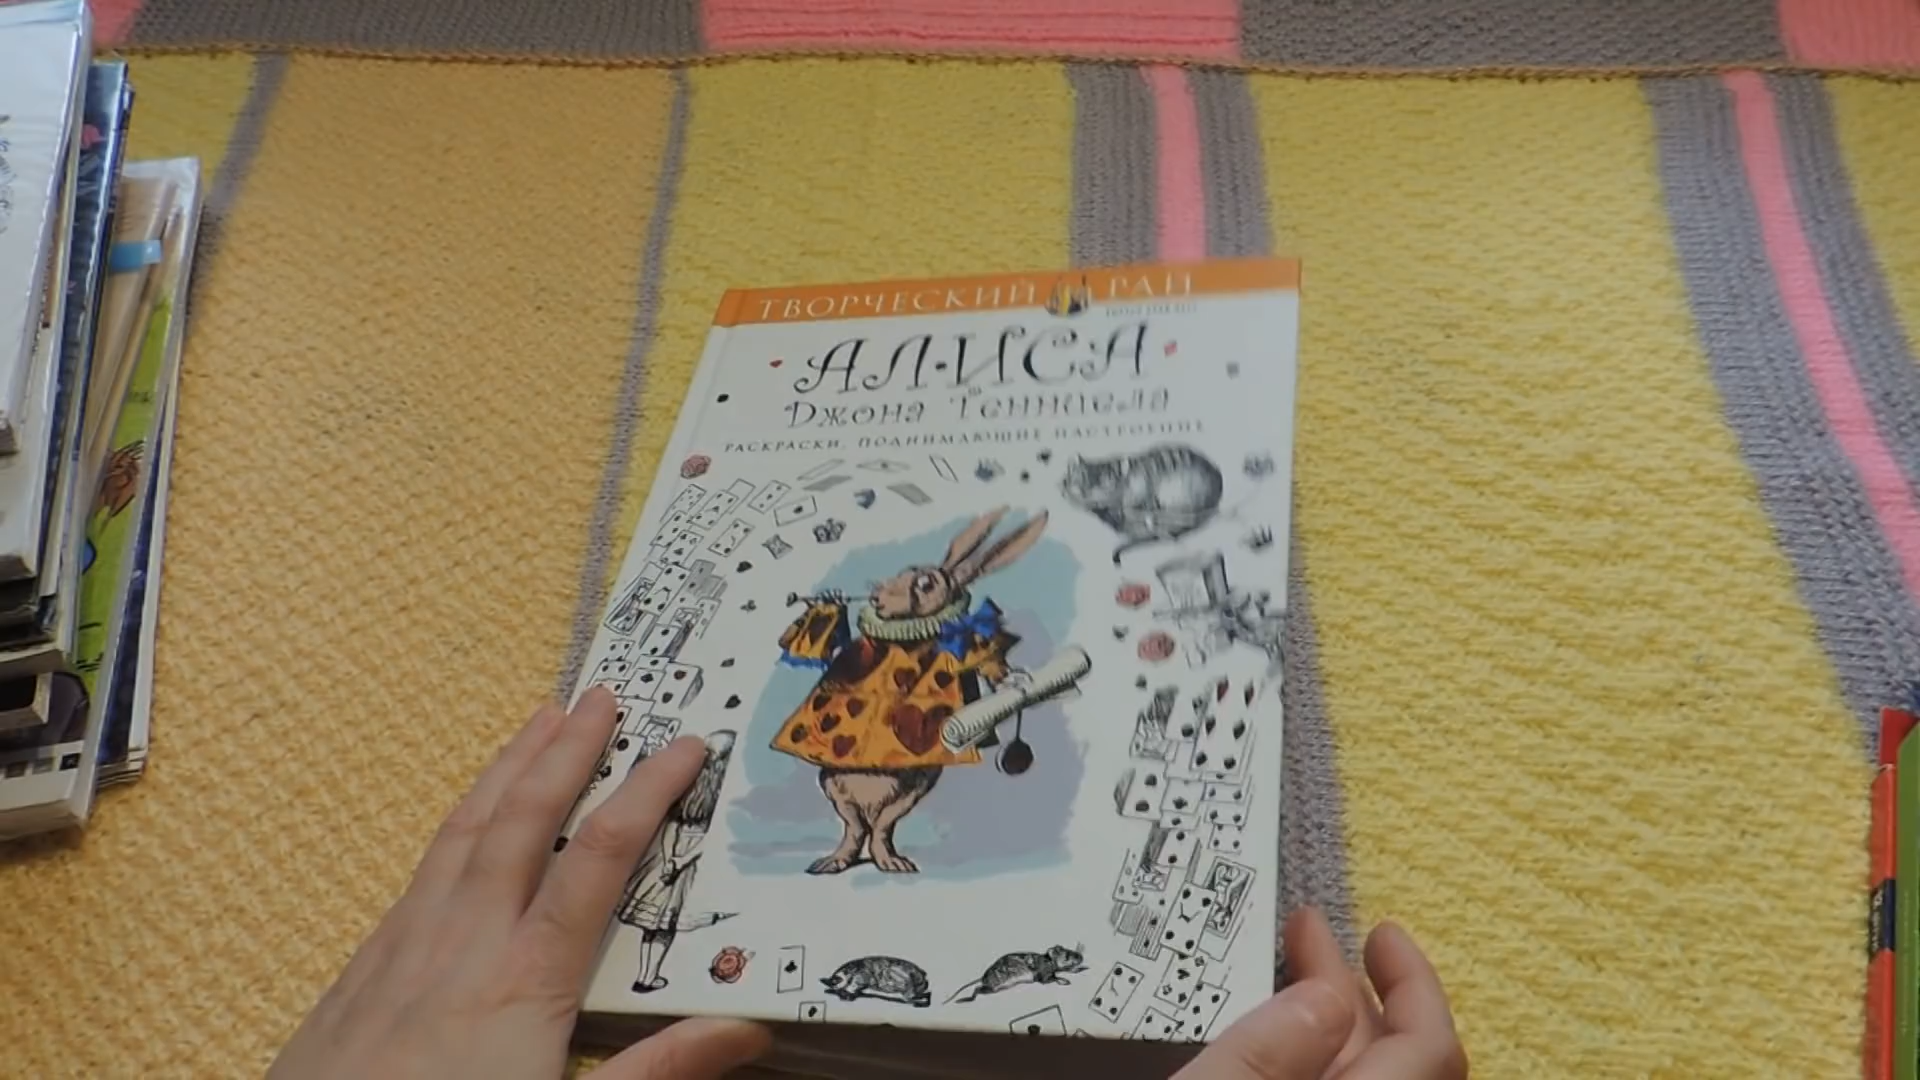 ТВОРЧЕСКИЙ РАЙ
АЛИСА
Джона Тенниела
РАСКРАСКИ, ПОДНИМАЮЩИЕ НАСТРОЕНИЕ